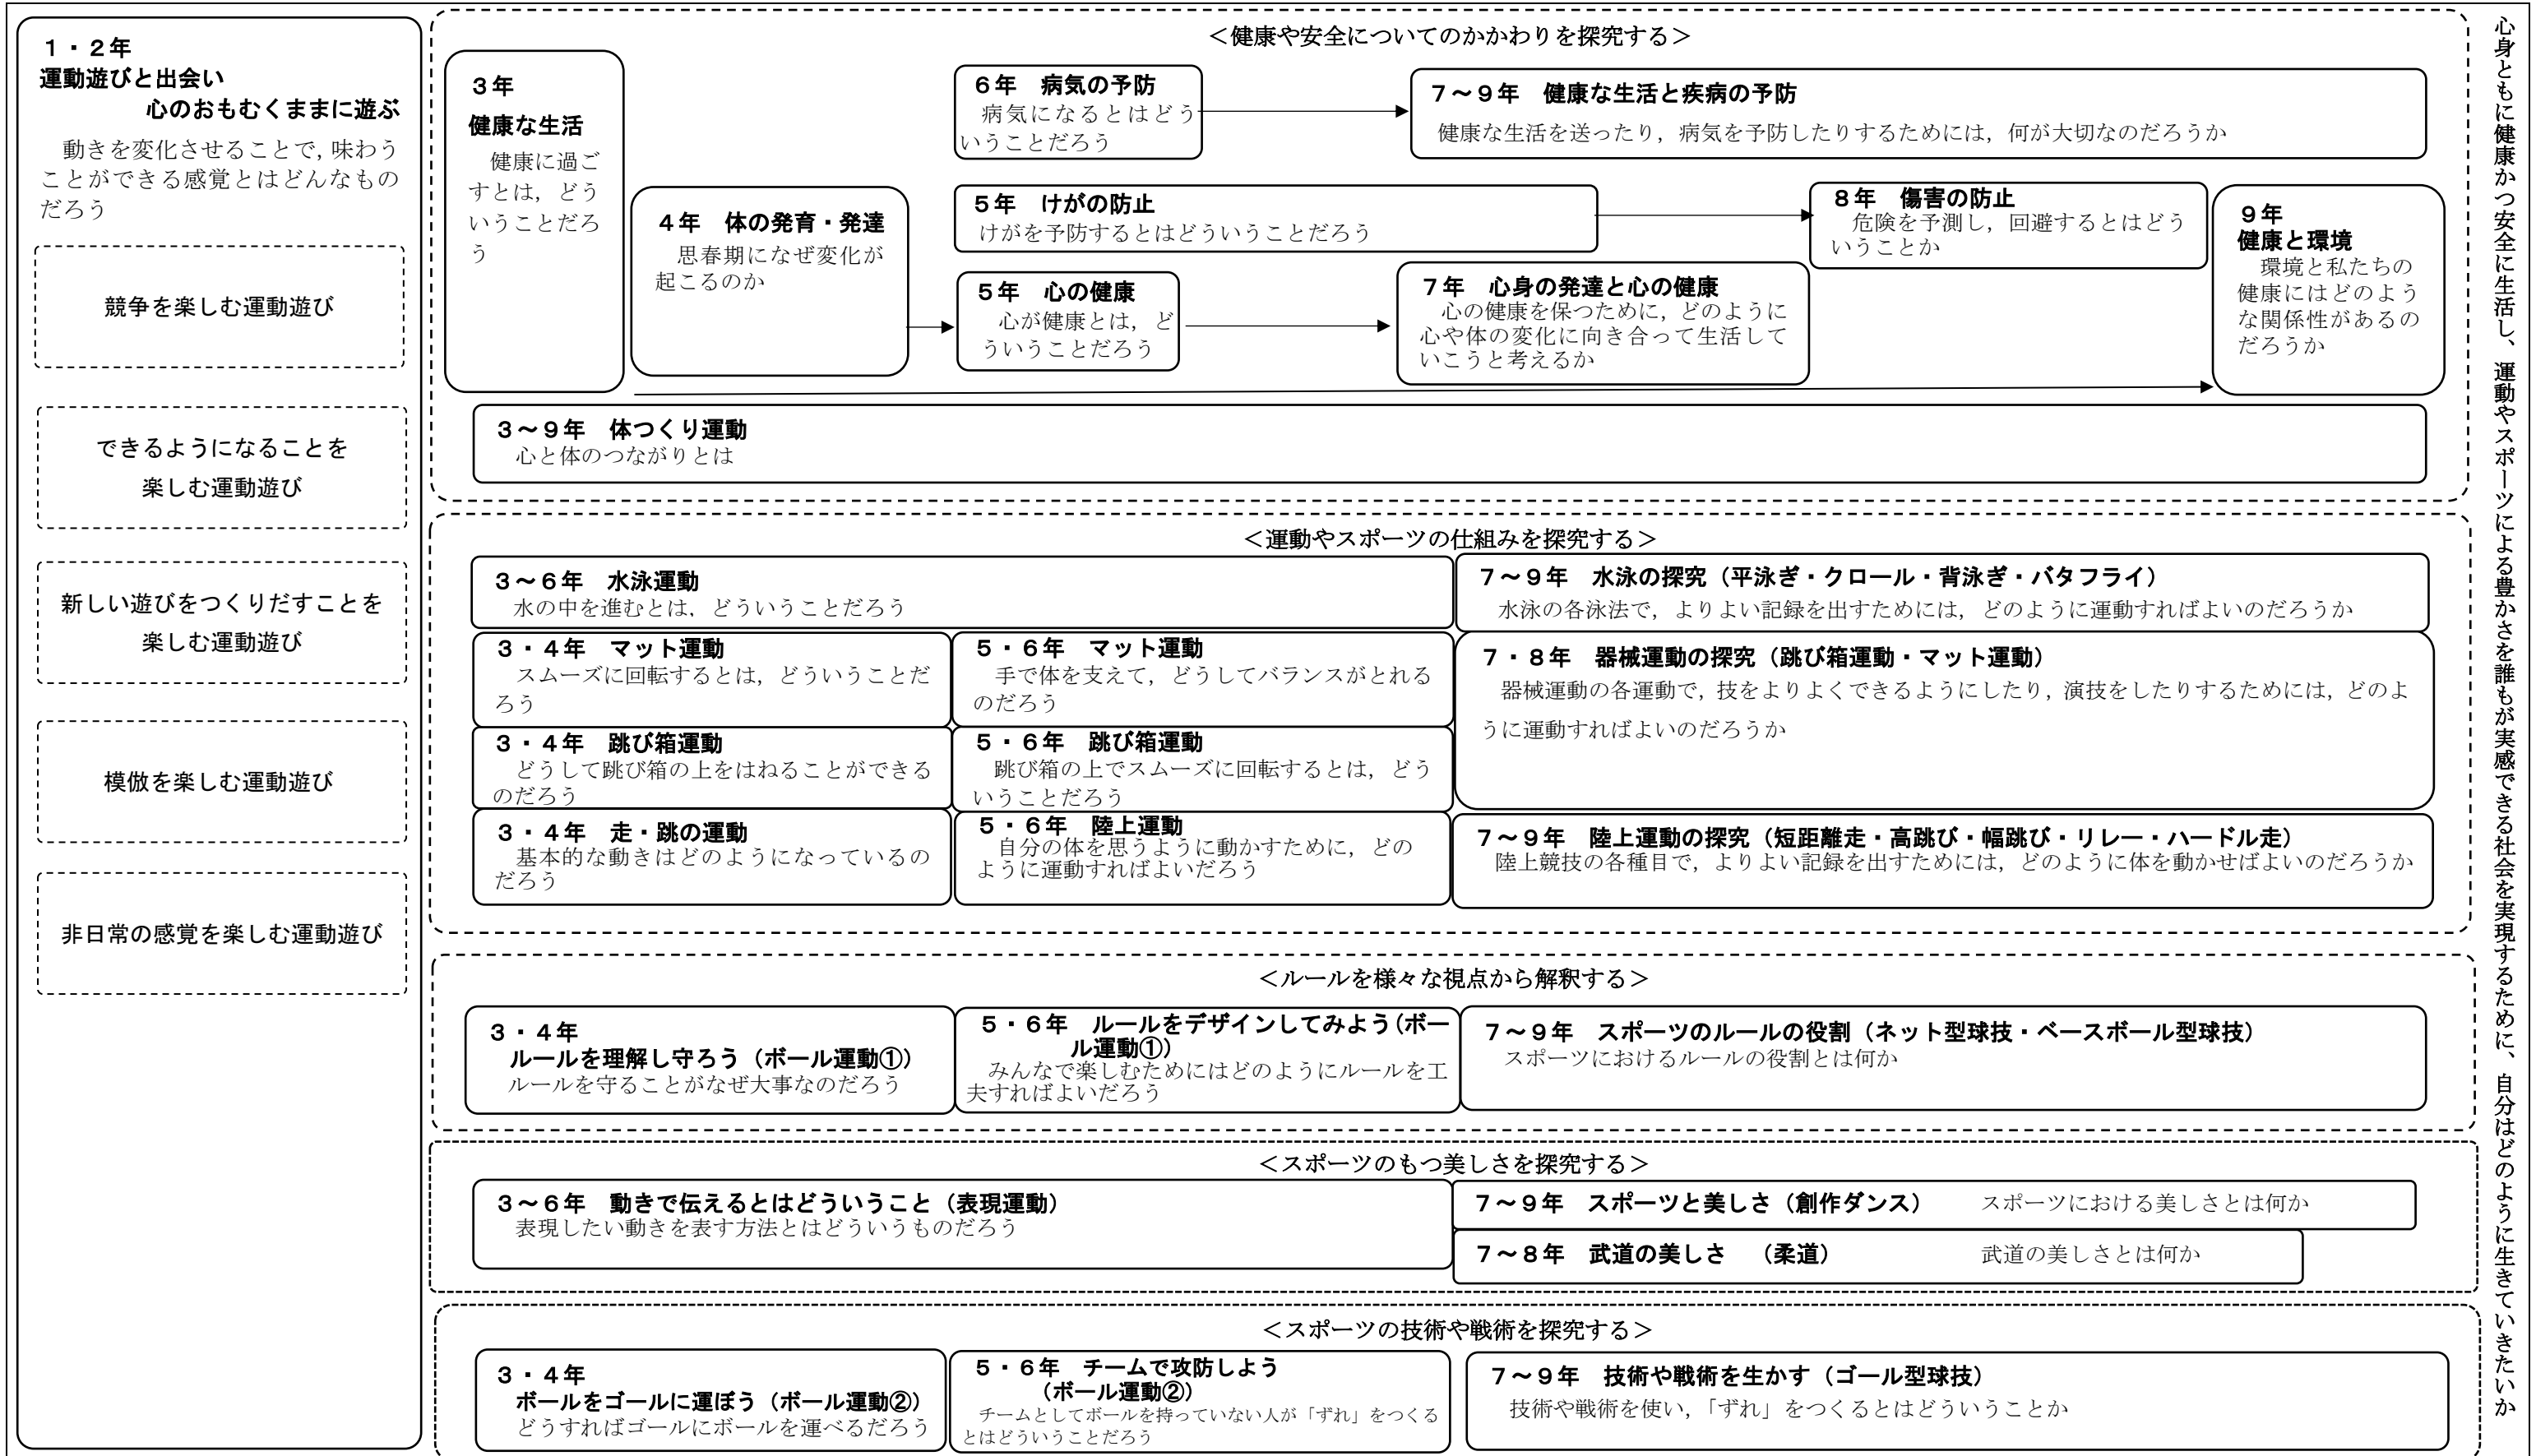 １・２年
運動遊びと出会い
心のおもむくままに遊ぶ
動きを変化させることで，味わう
ことができる感覚とはどんなもの
だろう
競争を楽しむ運動遊び
できるようになることを
楽しむ運動遊び
新しい遊びをつくりだすことを
楽しむ運動遊び
模倣を楽しむ運動遊び
非日常の感覚を楽しむ運動遊び
＜健康や安全についてのかかわりを探究する＞
３年
健康な生活
健康に過ご
すとは，どう
いうことだろ
う
４年　体の発育・発達
思春期になぜ変化が
起こるのか
６年　病気の予防
病気になるとはどう
いうことだろう
７～９年　健康な生活と疾病の予防
健康な生活を送ったり，病気を予防したりするためには，何が大切なのだろうか
５年　けがの防止
けがを予防するとはどういうことだろう
８年　傷害の防止
危険を予測し，回避するとはどう
いうことか
５年　心の健康
心が健康とは，ど
ういうことだろう
７年　心身の発達と心の健康
心の健康を保つために，どのように
心や体の変化に向き合って生活して
いこうと考えるか
９年
健康と環境
環境と私たちの
健康にはどのよう
な関係性があるの
だろうか
３～９年　体つくり運動
心と体のつながりとは
＜運動やスポーツの仕組みを探究する＞
３～６年　水泳運動
水の中を進むとは，どういうことだろう
７～９年　水泳の探究（平泳ぎ・クロール・背泳ぎ・バタフライ）
水泳の各泳法で，よりよい記録を出すためには，どのように運動すればよいのだろうか
３・４年　マット運動
スムーズに回転するとは，どういうことだ
ろう
５・６年　マット運動
手で体を支えて，どうしてバランスがとれる
のだろう
７・８年　器械運動の探究（跳び箱運動・マット運動）
器械運動の各運動で，技をよりよくできるようにしたり，演技をしたりするためには，どのよ
うに運動すればよいのだろうか
３・４年　跳び箱運動
どうして跳び箱の上をはねることができる
のだろう
５・６年　跳び箱運動
跳び箱の上でスムーズに回転するとは，どう
いうことだろう
３・４年　走・跳の運動
基本的な動きはどのようになっているの
だろう
５・６年　陸上運動
自分の体を思うように動かすために，どの
ように運動すればよいだろう
７～９年　陸上運動の探究（短距離走・高跳び・幅跳び・リレー・ハードル走）
陸上競技の各種目で，よりよい記録を出すためには，どのように体を動かせばよいのだろうか
＜ルールを様々な視点から解釈する＞
３・４年
ルールを理解し守ろう（ボール運動①）
ルールを守ることがなぜ大事なのだろう
５・６年　ルールをデザインしてみよう（ボー
ル運動①）
みんなで楽しむためにはどのようにルールを工
夫すればよいだろう
７～９年　スポーツのルールの役割（ネット型球技・ベースボール型球技）
スポーツにおけるルールの役割とは何か
＜スポーツのもつ美しさを探究する＞
３～６年　動きで伝えるとはどういうこと（表現運動）
表現したい動きを表す方法とはどういうものだろう
７～９年　スポーツと美しさ（創作ダンス）　　スポーツにおける美しさとは何か
７～８年　武道の美しさ　（柔道）　　武道の美しさとは何か
＜スポーツの技術や戦術を探究する＞
３・４年
ボールをゴールに運ぼう（ボール運動②）
どうすればゴールにボールを運べるだろう
５・６年　チームで攻防しよう
（ボール運動②）
チームとしてボールを持っていない人が「ずれ」をつくる
とはどういうことだろう
７～９年　技術や戦術を生かす（ゴール型球技）
技術や戦術を使い，「ずれ」をつくるとはどういうことか
心身ともに健康かつ安全に生活し、運動やスポーツによる豊かさを誰もが実感できる社会を実現するために、自分はどのように生きていきたいか